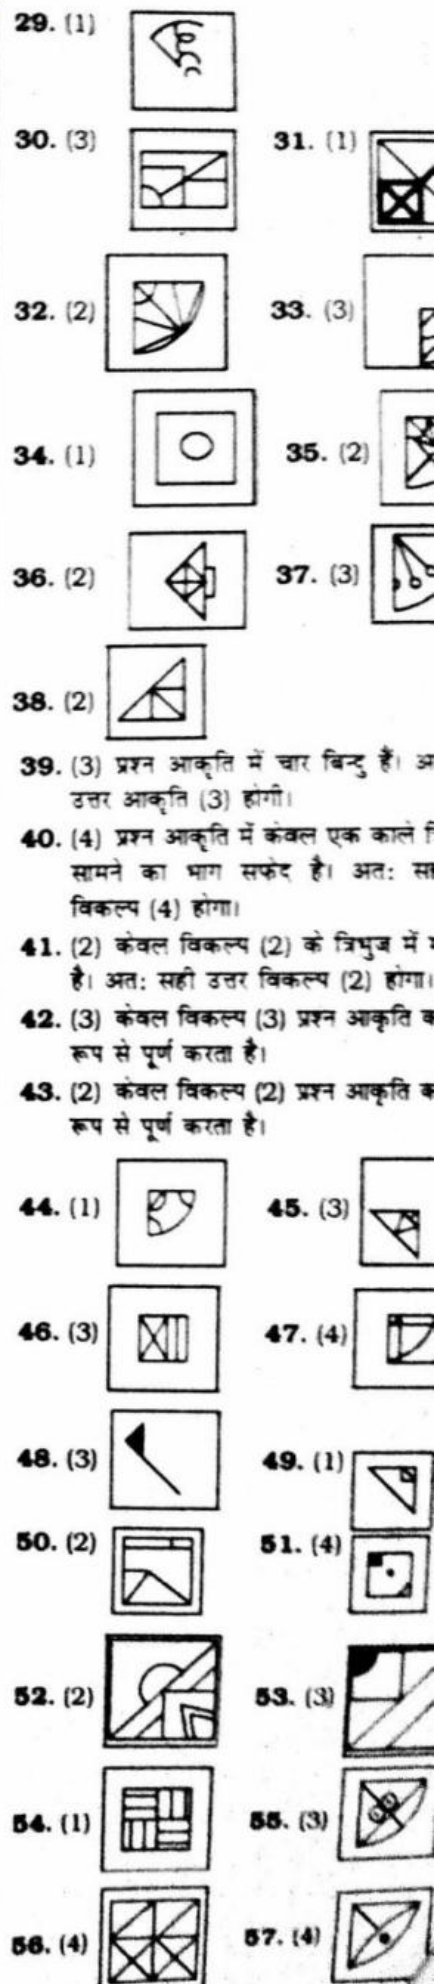 29. (1)
30. (3) 31. (1)
32. (2) 33. (3)
34. (1) 35. (2)
36. (2) 37. (3)
38. (2)
39. (3) प्रश्न आकृति में चार बिन्दु हैं।
उत्तर आकृति (3) होगी।
40. (4) प्रश्न आकृति में केवल एक काले
सामने का भाग सफेद है। अत:
विकल्प (4) होगा।
41. (2) केवल विकल्प (2) के त्रिभुज में
है। अत: सही उत्तर विकल्प (2) होगा।
42. (3) केवल विकल्प (3) प्रश्न आकृति
रूप से पूर्ण करता है।
43. (2) केवल विकल्प (2) प्रश्न आकृति
रूप से पूर्ण करता है।
44. (1) 45. (3)
46. (3) 47. (4)
48. (3) 49. (1)
50. (2) 51. (4)
52. (2) 53. (3)
54. (1) 55. (3)
56. (4) 57. (4)